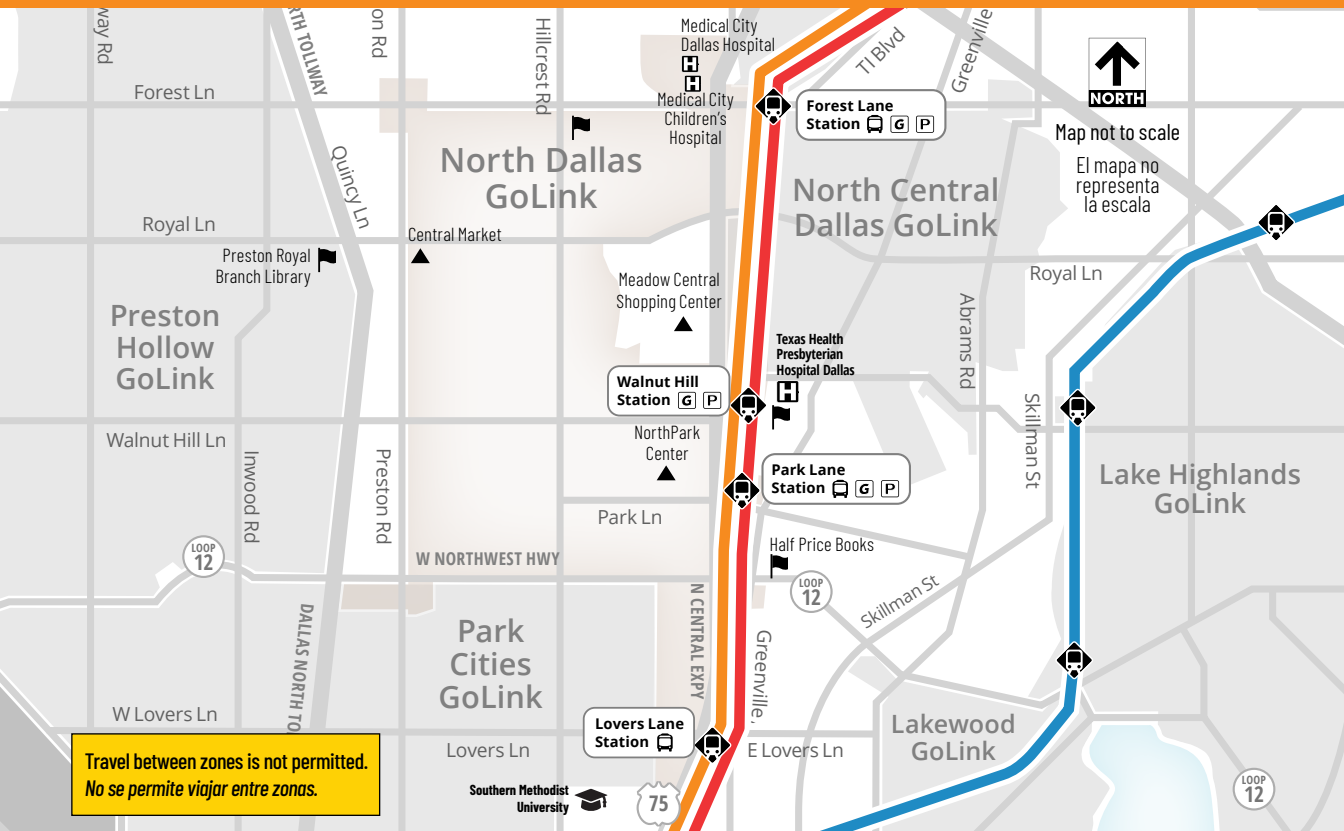 way Rd
RTH TOLLWAY
on Rd
Hillcrest Rd
Medical City
Dallas Hospital
H
H
Medical City
Children's
Hospital
TI Blvd
Greenville
NORTH
Map not to scale
El mapa no
representa
la escala
Forest Ln
Forest Lane
Station G P
Quincy Ln
North Dallas
GoLink
North Central
Dallas GoLink
Royal Ln
Central Market
Preston Royal
Branch Library
Royal Ln
Meadow Central
Shopping Center
Preston
Hollow
GoLink
Abrams Rd
Texas Health
Presbyterian
Hospital Dallas
H
Walnut Hill
Station G P
Skillman St
Walnut Hill Ln
NorthPark
Center
Inwood Rd
Preston Rd
Park Lane
Station G P
Lake Highlands
GoLink
Park Ln
LOOP
12
W NORTHWEST HWY
Half Price Books
LOOP
12
Skillman St
DALLAS NORTH TO
N CENTRAL EXPY
Greenville
Park
Cities
GoLink
W Lovers Ln
Lovers Lane
Station
Lovers Ln
E Lovers Ln
Lakewood
GoLink
Travel between zones is not permitted.
No se permite viajar entre zonas.
Southern Methodist
University
75
LOOP
12